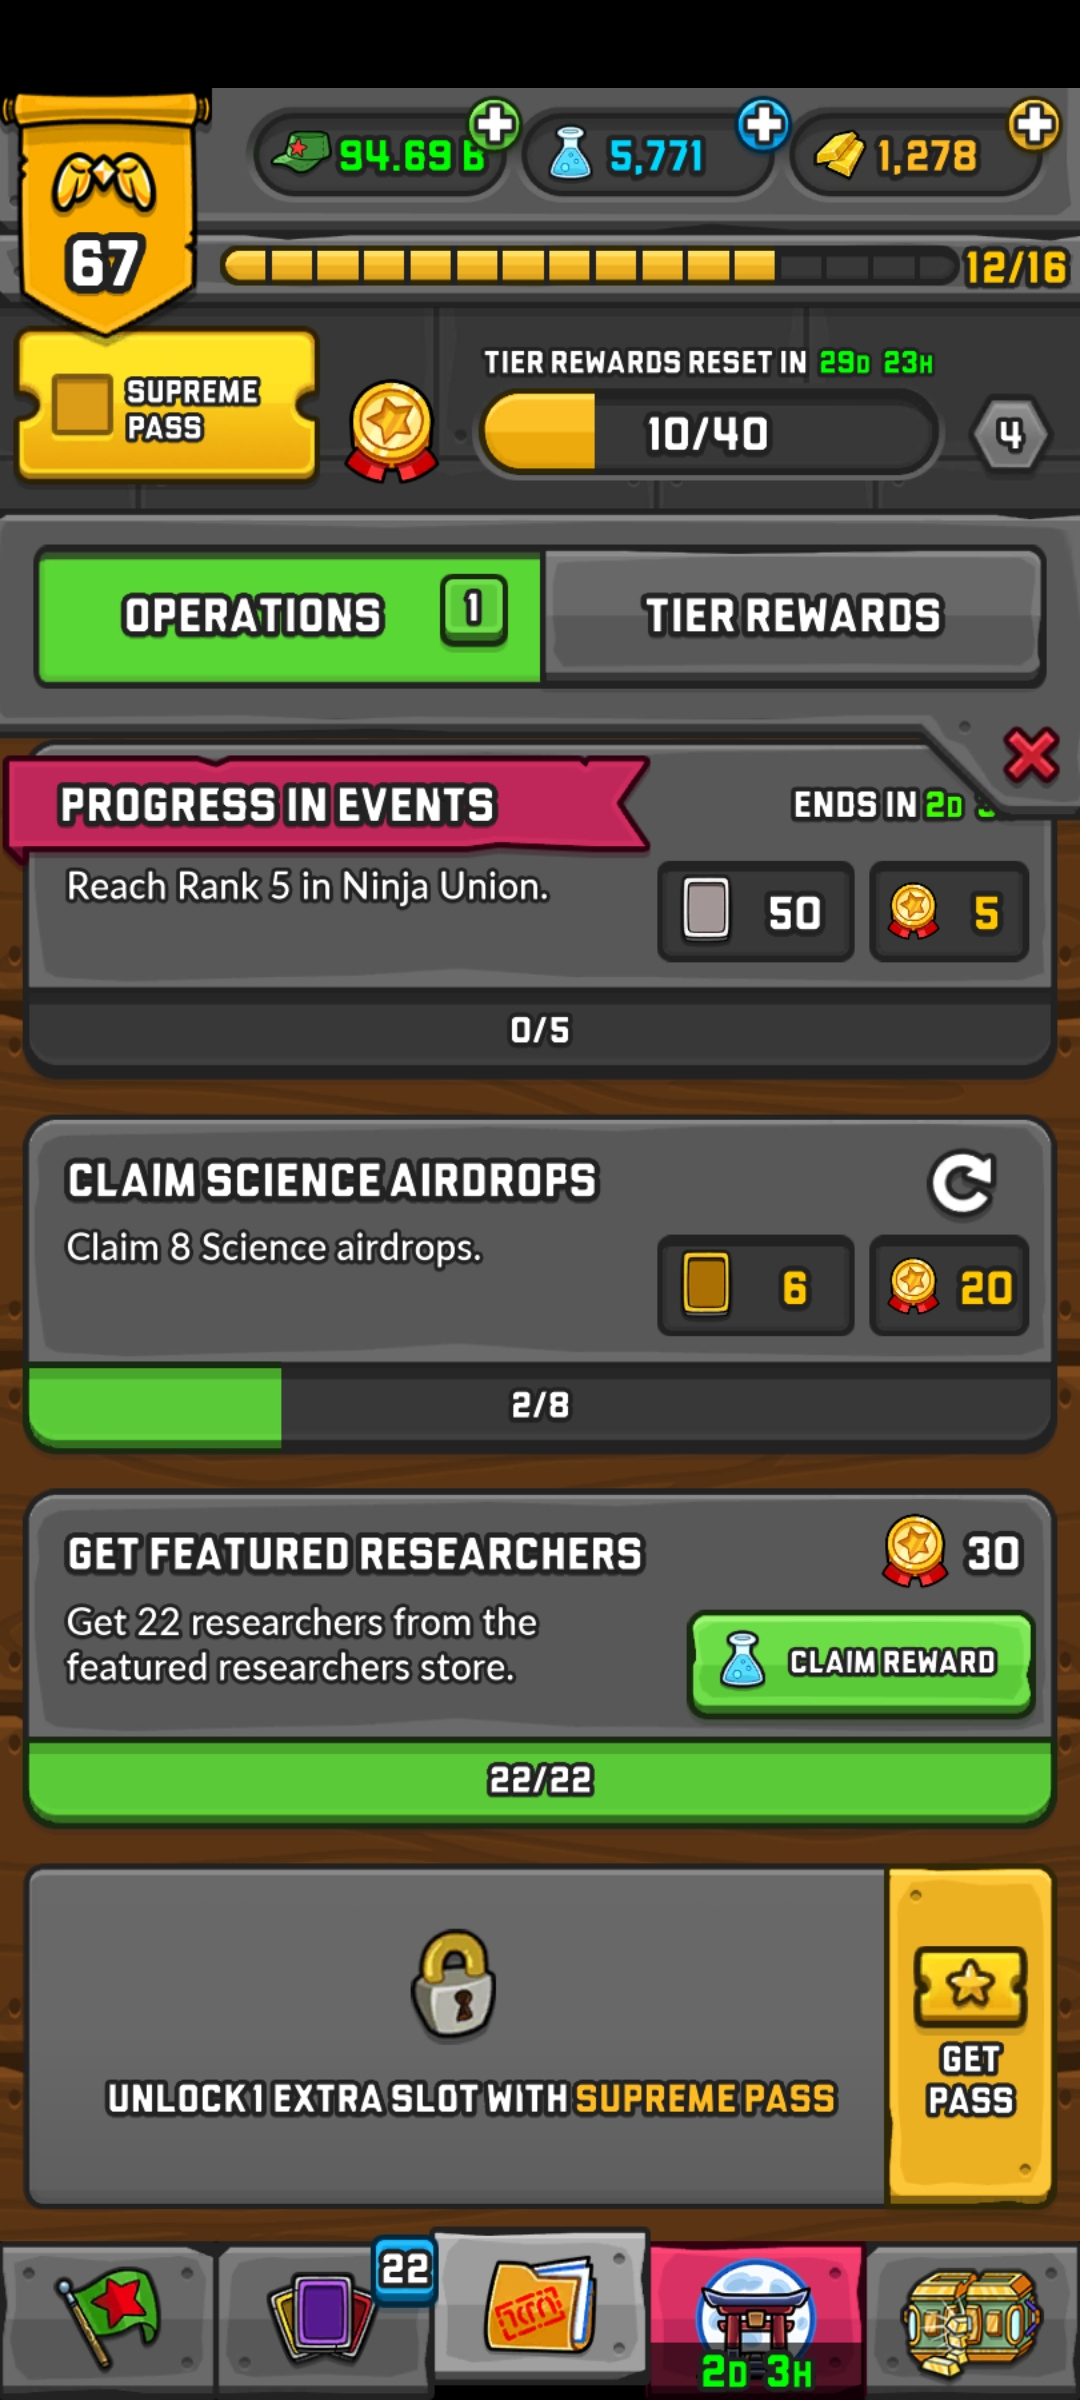 94.69 B
5,771
1,278
67
12/16
SUPREME
PASS
TIER REWARDS RESET IN 29D 23H
10/40
4
OPERATIONS 1
TIER REWARDS
PROGRESS IN EVENTS
ENDS IN 2D
Reach Rank 5 in Ninja Union.
50
5
0/5
CLAIM SCIENCE AIRDROPS
Claim 8 Science airdrops.
6
20
2/8
GET FEATURED RESEARCHERS
30
Get 22 researchers from the
featured researchers store.
CLAIM REWARD
22/22
UNLOCK 1 EXTRA SLOT WITH SUPREME PASS
GET
PASS
22
2D 3H